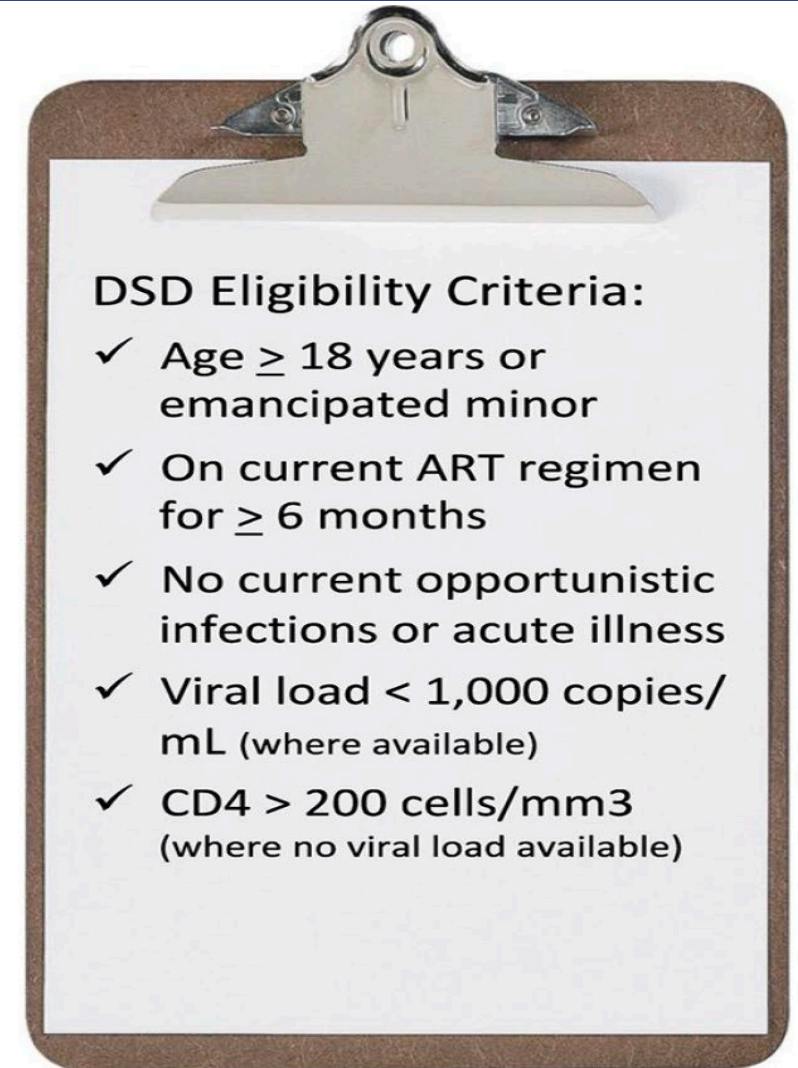 DSD Eligibility Criteria:
✓ Age ≥ 18 years or
emancipated minor
✓ On current ART regimen
for ≥ 6 months
✓ No current opportunistic
infections or acute illness
✓ Viral load < 1,000 copies/
mL (where available)
✓ CD4 > 200 cells/mm3
(where no viral load available)